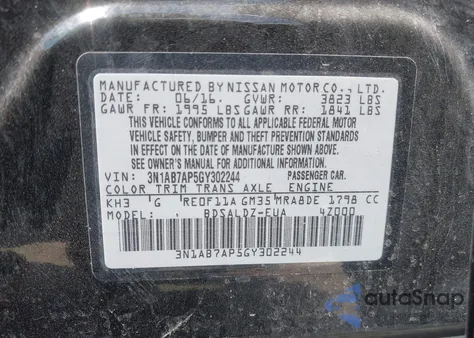 MANUFACTURED BY NISSAN MOTOR CO., LTD.
DATE: 06/16. GVWR: 3823 LBS
GAWR FR: 1995 LBS GAWR RR: 1841 LBS
THIS VEHICLE CONFORMS TO ALL APPLICABLE FEDERAL MOTOR
VEHICLE SAFETY, BUMPER AND THEFT PREVENTION STANDARDS
IN EFFECT ON THE DATE OF MANUFACTURE SHOWN ABOVE.
SEE OWNER'S MANUAL FOR ADDITIONAL LOADING INFORMATION.
VIN: 3N1AB7AP5GY302244 PASSENGER CAR.
COLOR TRIM TRANS AXLE ENGINE
KH3 'G RE0F11A GM35 MRA8DE 1798 CC
MODEL: BDSALDZ-EUA 4Z000
3N1AB7AP5GY302244
autoSnap